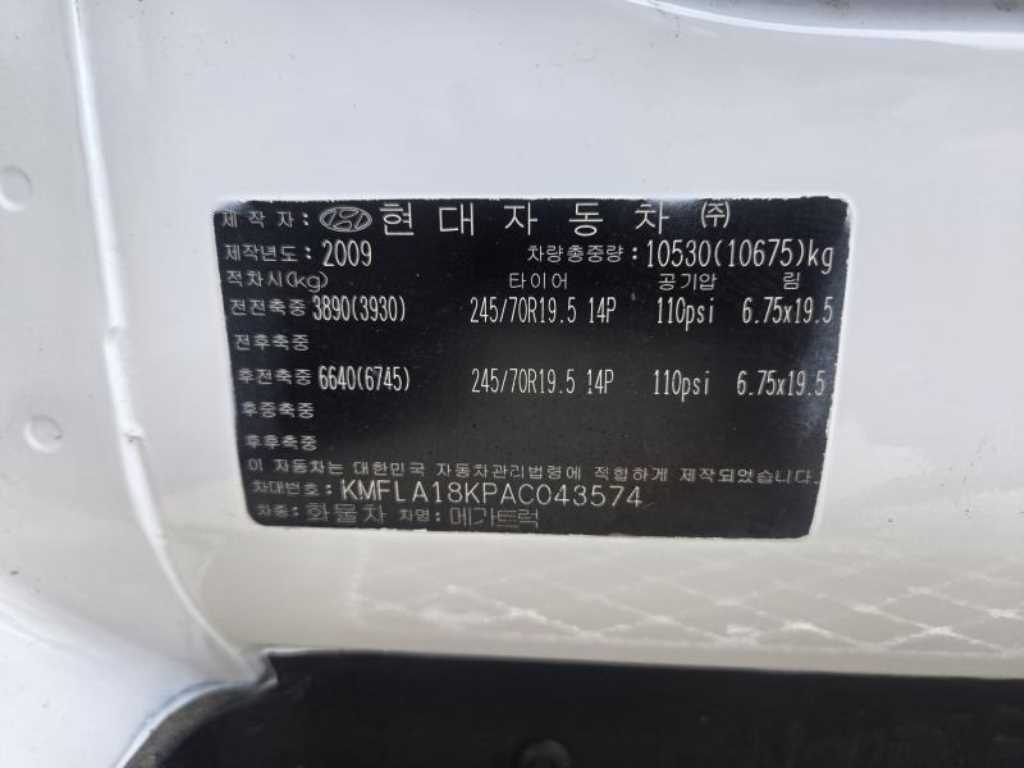 제 작 자 : 현 대 자 동 차 ㈜
제작년도 : 2009 차량총중량 : 10530(10675)kg
적차시(kg) 타이어 공기압 림
전전축중 3890(3930) 245/70R19.5 14P 110psi 6.75x19.5
전후축중
후전축중 6640(6745) 245/70R19.5 14P 110psi 6.75x19.5
후중축중
후후축중
이 자동차는 대한민국 자동차관리법령에 적합하게 제작되었습니다.
차대번호 : KMFLA18KPAC043574
차종 : 화물차 차명 : 메가트럭